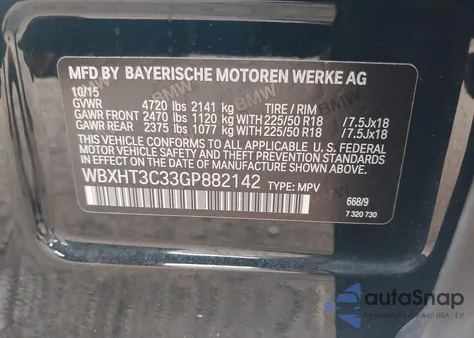 MFD BY BAYERISCHE MOTOREN WERKE AG
10/15
GVWR 4720 lbs 2141 kg TIRE / RIM
GAWR FRONT 2470 lbs 1120 kg WITH 225/50 R18 /7.5Jx18
GAWR REAR 2375 lbs 1077 kg WITH 225/50 R18 /7.5Jx18
THIS VEHICLE CONFORMS TO ALL APPLICABLE U.S. FEDERAL
MOTOR VEHICLE SAFETY, BUMPER, AND THEFT PREVENTION
STANDARDS IN EFFECT ON THE DATE OF MANUFACTURE
SHOWN ABOVE.
WBXHT3C33GP882142 TYPE: MPV
668/9
7 320 730
autoSnap
USA i EU